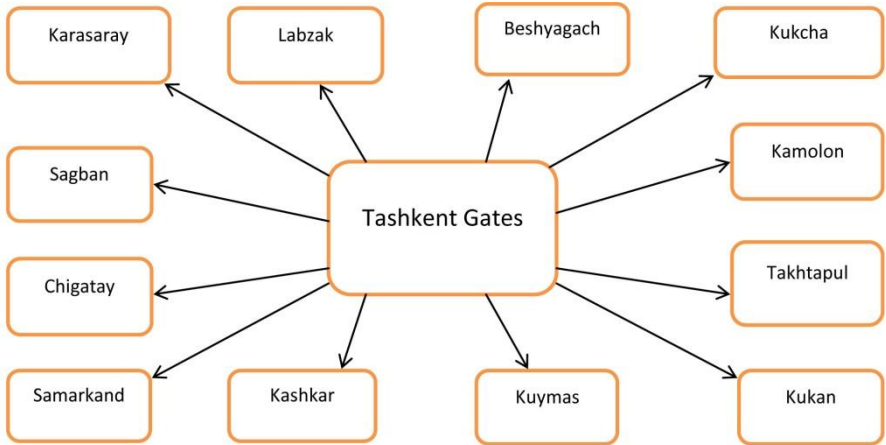 Karasaray
Labzak
Beshyagach
Kukcha
Sagban
Kamolon
Tashkent Gates
Chigatay
Takhtapul
Samarkand
Kashkar
Kuymas
Kukan